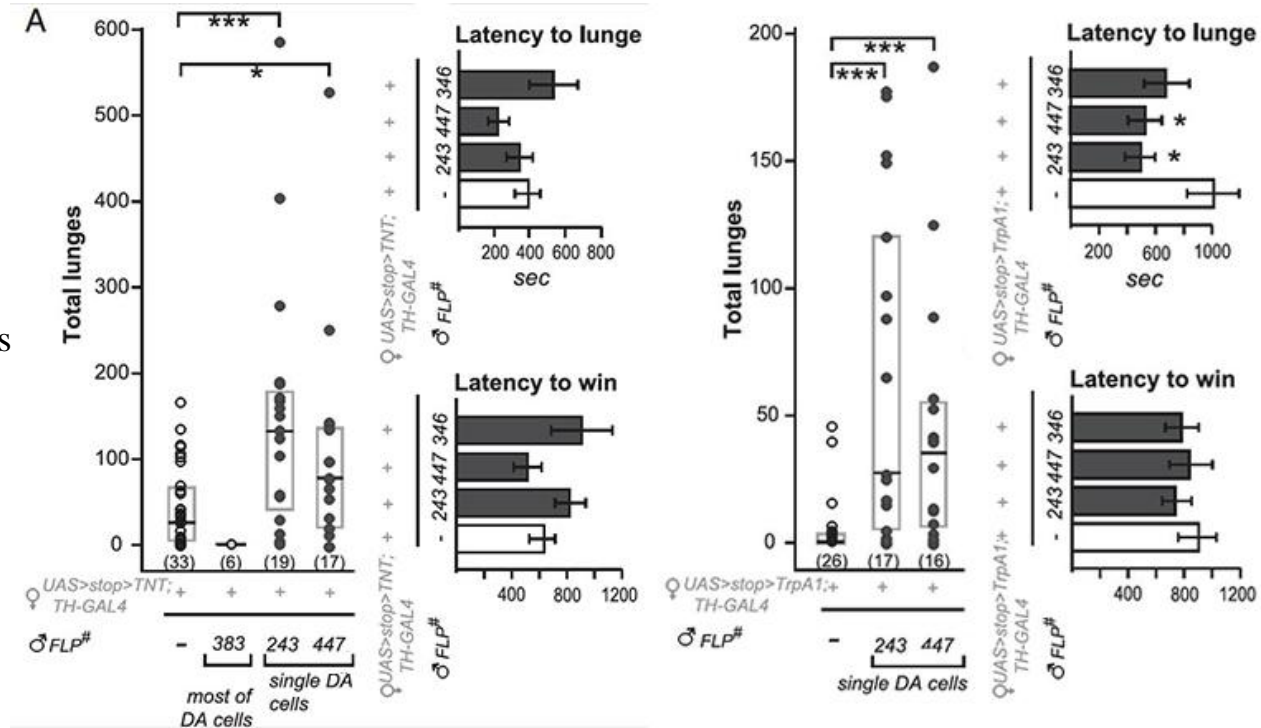 A
600
500
400
300
200
100
0
Total lunges
s
***
*
(33) (6) (19) (17)
♀ UAS>stop>TNT; TH-GAL4 + + + +
♂ FLP# - 383 243 447
most of DA cells
single DA cells
Latency to lunge
+ 346
+ 447
+ 243
+ -
♀ UAS>stop>TNT; TH-GAL4
♂ FLP#
200 400 600 800
sec
Latency to win
+ 346
+ 447
+ 243
+ -
♀ UAS>stop>TNT; TH-GAL4
♂ FLP#
400 800 1200
200
150
100
50
0
Total lunges
***
***
(26) (17) (16)
♀ UAS>stop>TrpA1; TH-GAL4 + + +
♂ FLP# - 243 447
single DA cells
Latency to lunge
+ 346
+ 447 *
+ 243 *
+ -
♀ UAS>stop>TrpA1; TH-GAL4
♂ FLP#
200 600 1000
sec
Latency to win
+ 346
+ 447
+ 243
+ -
♀ UAS>stop>TrpA1; TH-GAL4
♂ FLP#
400 800 1200